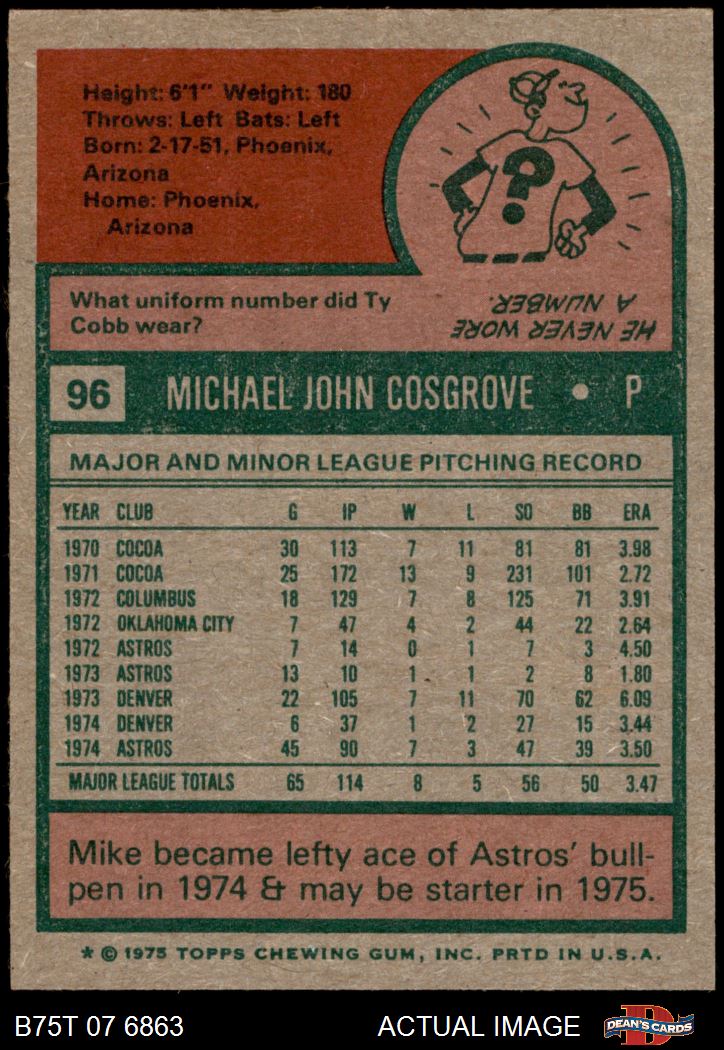 Height: 6'1" Weight: 180
Throws: Left Bats: Left
Born: 2-17-51, Phoenix,
Arizona
Home: Phoenix,
Arizona
?
What uniform number did Ty
Cobb wear?
HE NEVER WORE
A NUMBER.
96 MICHAEL JOHN COSGROVE • P
MAJOR AND MINOR LEAGUE PITCHING RECORD
YEAR CLUB G IP W L SO BB ERA
1970 COCOA 30 113 7 11 81 81 3.98
1971 COCOA 25 172 13 9 231 101 2.72
1972 COLUMBUS 18 129 7 8 125 71 3.91
1972 OKLAHOMA CITY 7 47 4 2 44 22 2.64
1972 ASTROS 7 14 0 1 7 3 4.50
1973 ASTROS 13 10 1 1 2 8 1.80
1973 DENVER 22 105 7 11 70 62 6.09
1974 DENVER 6 37 1 2 27 15 3.44
1974 ASTROS 45 90 7 3 47 39 3.50
MAJOR LEAGUE TOTALS 65 114 8 5 56 50 3.47
Mike became lefty ace of Astros' bull-
pen in 1974 & may be starter in 1975.
* © 1975 TOPPS CHEWING GUM, INC. PRTD IN U.S.A.
B75T 07 6863 ACTUAL IMAGE DEAN'S CARDS